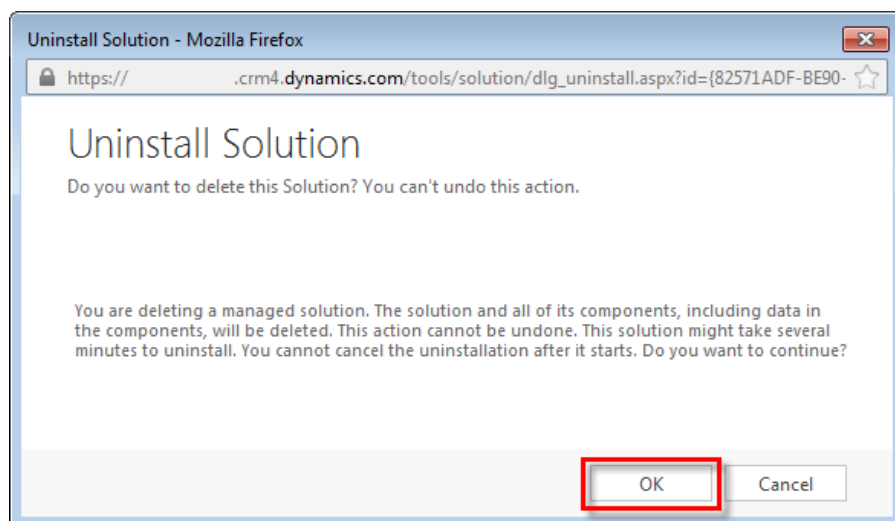 Uninstall Solution - Mozilla Firefox
https:// .crm4.dynamics.com/tools/solution/dlg_uninstall.aspx?id={82571ADF-BE90-
Uninstall Solution
Do you want to delete this Solution? You can't undo this action.
You are deleting a managed solution. The solution and all of its components, including data in
the components, will be deleted. This action cannot be undone. This solution might take several
minutes to uninstall. You cannot cancel the uninstallation after it starts. Do you want to continue?
OK Cancel